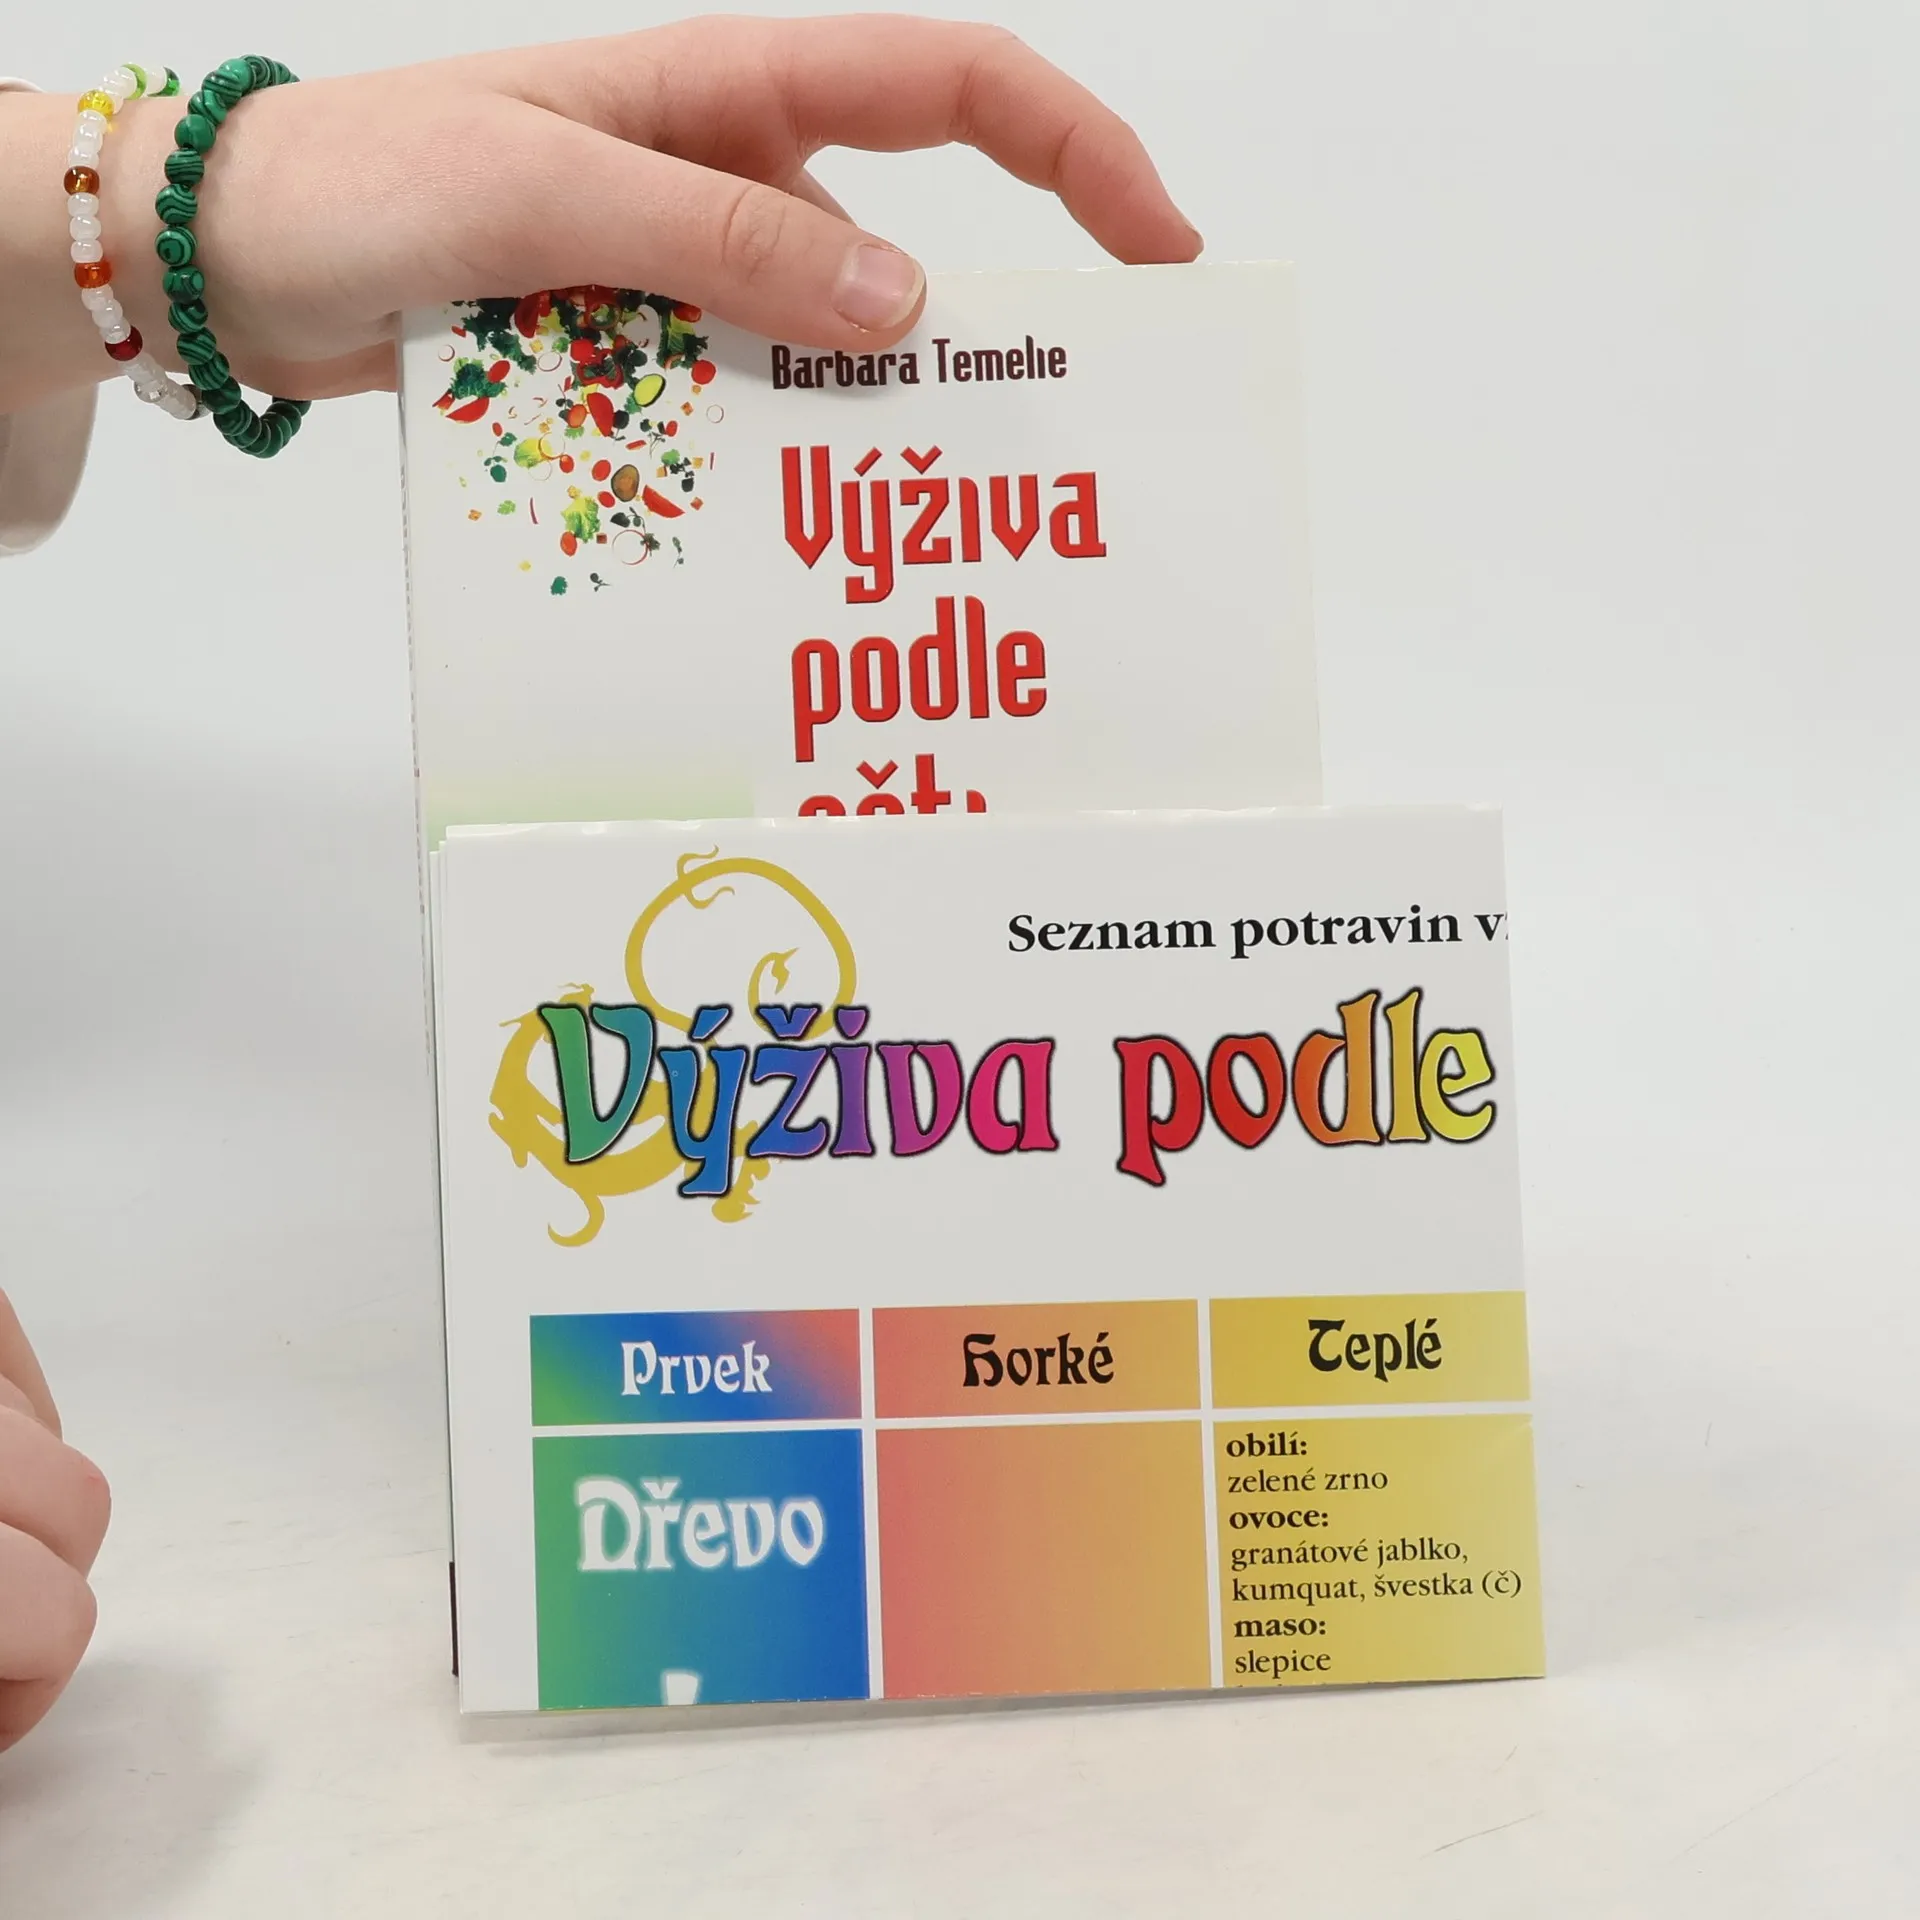 Barbara Temelie
Výživa
podle
Seznam potravin
Výživa podle
Prvek
Horké
Teplé
Dřevo
obilí:
zelené zrno
ovoce:
granátové jablko,
kumquat, švestka (č)
maso:
slepice